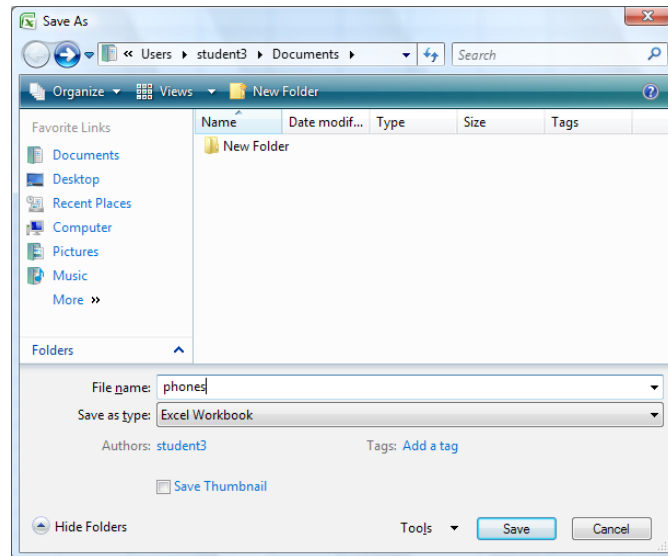 Save As
« Users ▸ student3 ▸ Documents ▸ Search
Organize Views New Folder
Favorite Links
Documents
Desktop
Recent Places
Computer
Pictures
Music
More »
Folders
Name Date modif... Type Size Tags
New Folder
File name: phones
Save as type: Excel Workbook
Authors: student3 Tags: Add a tag
Save Thumbnail
Hide Folders Tools Save Cancel